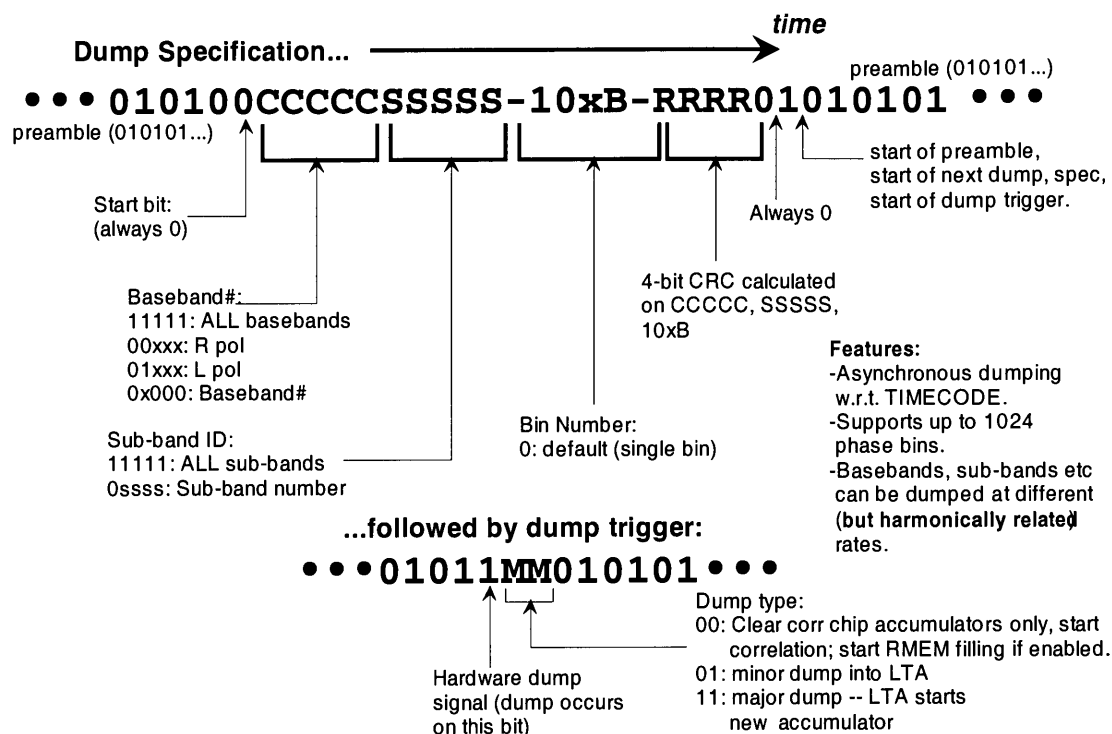 time
Dump Specification...
preamble (010101...)
• • • 010100CCCCCSSSSS-10xB-RRRR01010101 • • •
preamble (010101...)
start of preamble,
start of next dump, spec,
start of dump trigger.
Start bit:
(always 0)
Always 0
4-bit CRC calculated
on CCCCC, SSSSS,
10xB
Baseband#:
11111: ALL basebands
00xxx: R pol
01xxx: L pol
0x000: Baseband#
Features:
-Asynchronous dumping
w.r.t. TIMECODE.
-Supports up to 1024
phase bins.
-Basebands, sub-bands etc
can be dumped at different
(but harmonically related)
rates.
Bin Number:
0: default (single bin)
Sub-band ID:
11111: ALL sub-bands
0ssss: Sub-band number
...followed by dump trigger:
• • • 01011MM010101 • • •
Dump type:
00: Clear corr chip accumulators only, start
correlation; start RMEM filling if enabled.
01: minor dump into LTA
11: major dump -- LTA starts
new accumulator
Hardware dump
signal (dump occurs
on this bit)